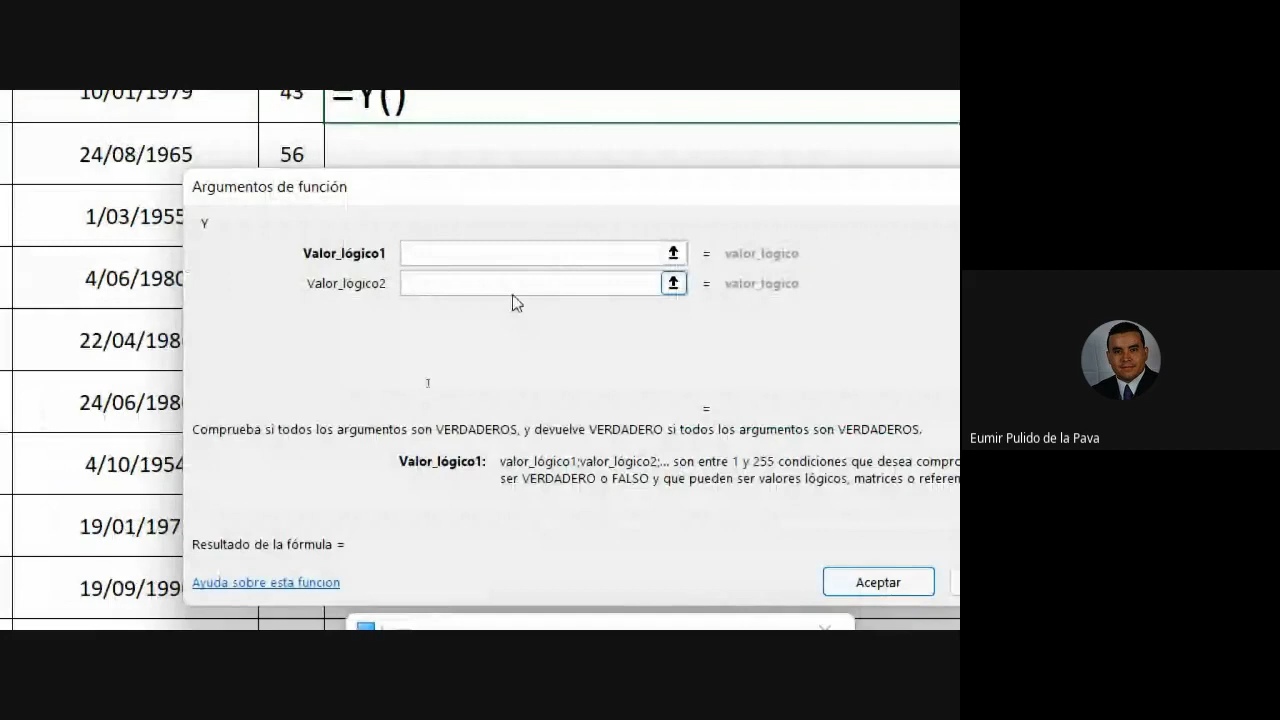 10/01/1979 43 =Y()
24/08/1965 56
Argumentos de función
1/03/1955
Y
Valor_lógico1 = valor_lógico
4/06/1980
Valor_lógico2 = valor_lógico
22/04/198
24/06/198
=
Comprueba si todos los argumentos son VERDADEROS, y devuelve VERDADERO si todos los argumentos son VERDADEROS.
4/10/1954
Valor_lógico1: valor_lógico1;valor_lógico2;... son entre 1 y 255 condiciones que desea compro
ser VERDADERO o FALSO y que pueden ser valores lógicos, matrices o referen
19/01/197
Resultado de la fórmula =
19/09/199
Ayuda sobre esta función
Aceptar
Eumir Pulido de la Pava